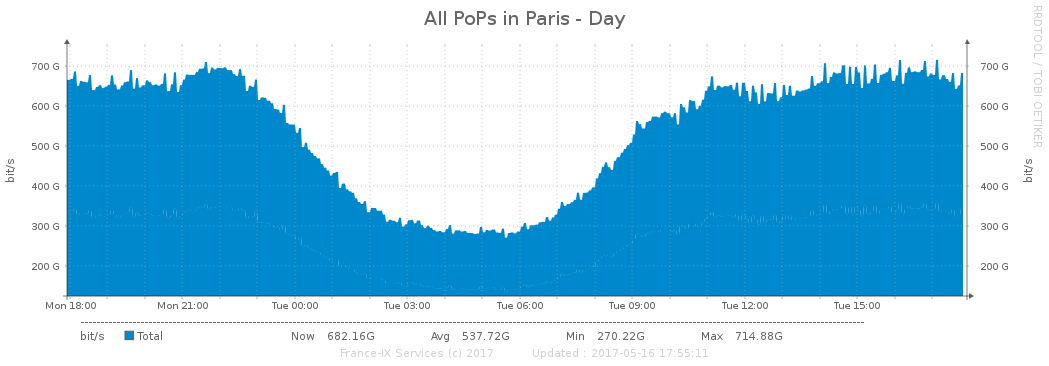 All PoPs in Paris - Day
RRDTOOL / TOBI OETIKER
bit/s
bit/s
700 G 700 G
600 G 600 G
500 G 500 G
400 G 400 G
300 G 300 G
200 G 200 G
Mon 18:00 Mon 21:00 Tue 00:00 Tue 03:00 Tue 06:00 Tue 09:00 Tue 12:00 Tue 15:00
bit/s Total Now 682.16G Avg 537.72G Min 270.22G Max 714.88G
France-IX Services (c) 2017 Updated : 2017-05-16 17:55:11